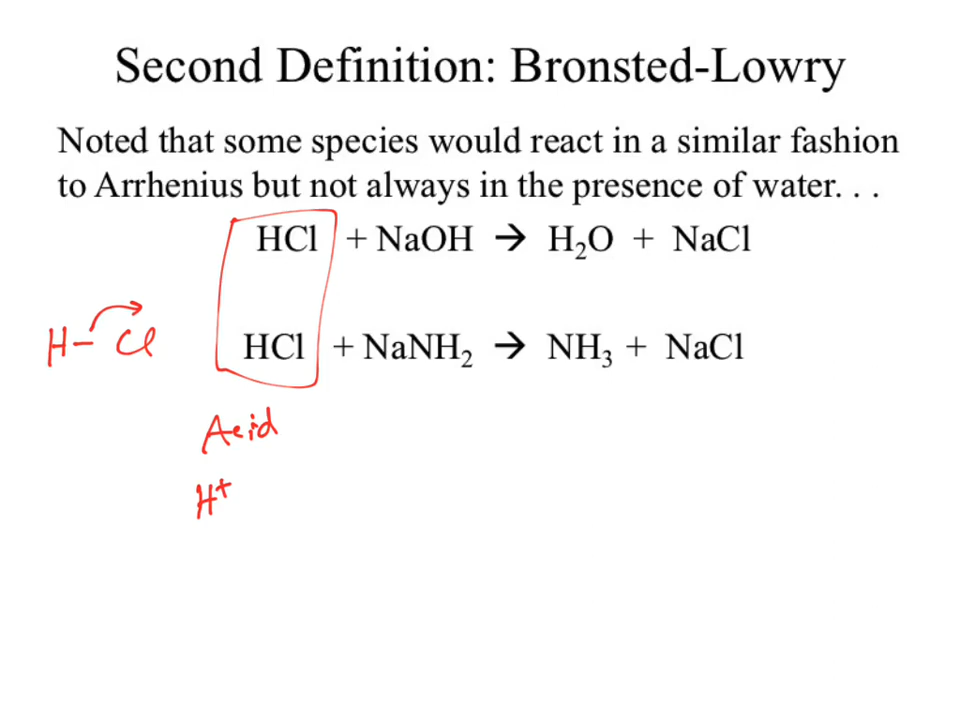 Second Definition: Bronsted-Lowry
Noted that some species would react in a similar fashion
to Arrhenius but not always in the presence of water. . .
HCl + NaOH → H₂O + NaCl
H– Cl
HCl + NaNH₂ → NH₃ + NaCl
Acid
H⁺